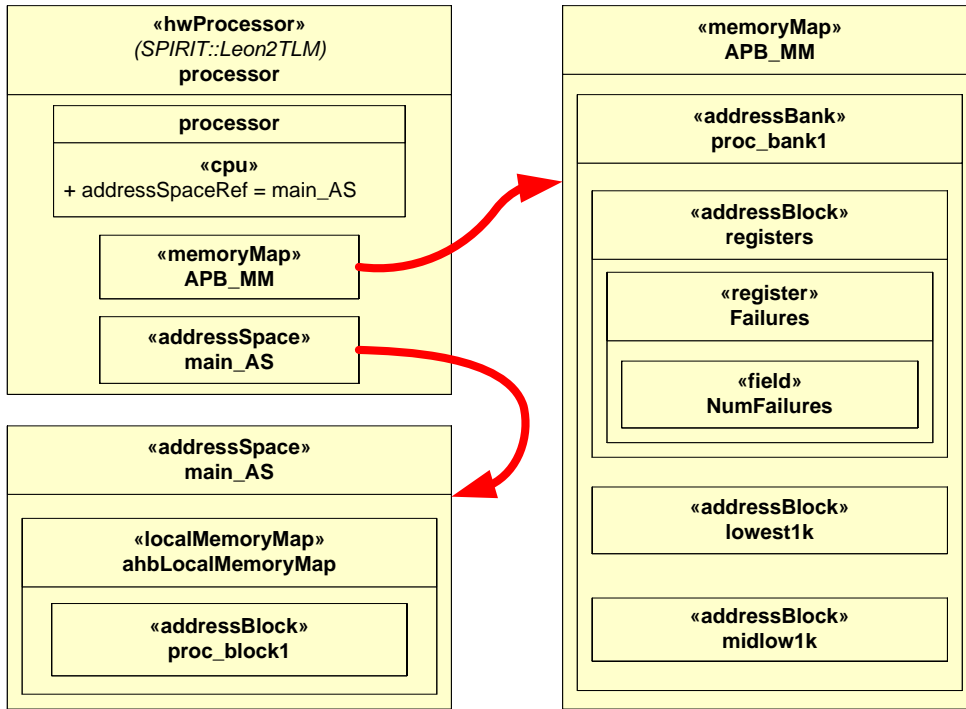 «hwProcessor»
(SPIRIT::Leon2TLM)
processor
processor
«cpu»
+ addressSpaceRef = main_AS
«memoryMap»
APB_MM
«addressSpace»
main_AS
«addressSpace»
main_AS
«localMemoryMap»
ahbLocalMemoryMap
«addressBlock»
proc_block1
«memoryMap»
APB_MM
«addressBank»
proc_bank1
«addressBlock»
registers
«register»
Failures
«field»
NumFailures
«addressBlock»
lowest1k
«addressBlock»
midlow1k